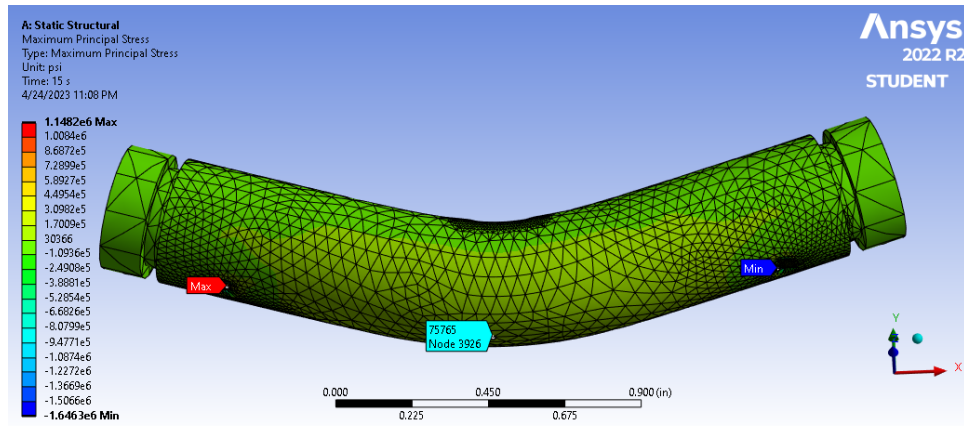 A: Static Structural
Maximum Principal Stress
Type: Maximum Principal Stress
Unit: psi
Time: 15 s
4/24/2023 11:08 PM
Ansys
2022 R2
STUDENT
1.1482e6 Max
1.0084e6
8.6872e5
7.2899e5
5.8927e5
4.4954e5
3.0982e5
1.7009e5
30366
-1.0936e5
-2.4908e5
-3.8881e5
-5.2854e5
-6.6826e5
-8.0799e5
-9.4771e5
-1.0874e6
-1.2272e6
-1.3669e6
-1.5066e6
-1.6463e6 Min
Max
Min
75765
Node 3926
Y
X
0.000 0.450 0.900 (in)
0.225 0.675